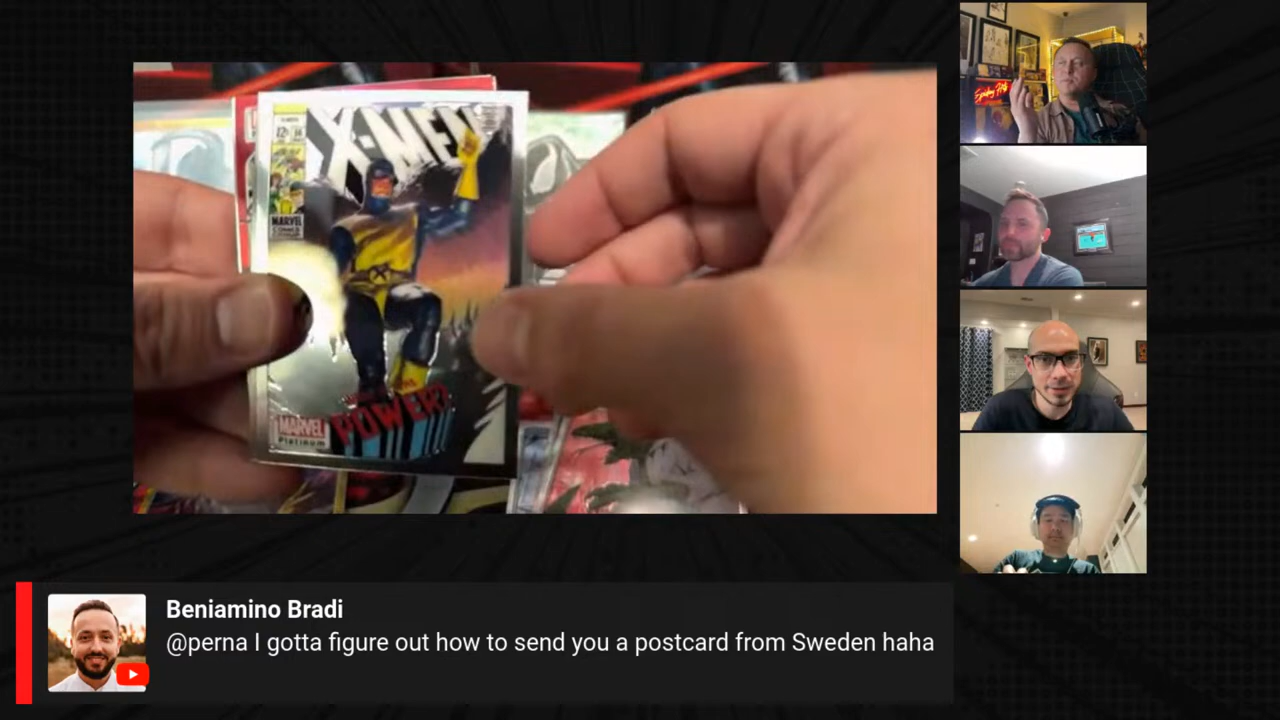 X-MEN
12¢
MARVEL
POWER!
MARVEL
Platinum
Beniamino Bradi
@perna I gotta figure out how to send you a postcard from Sweden haha